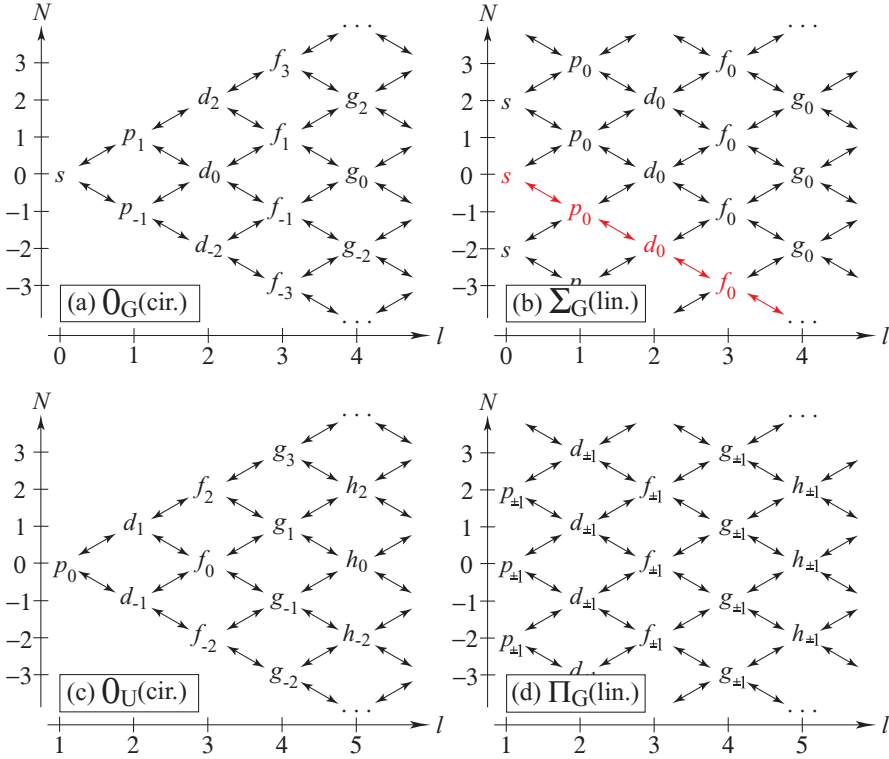 N
. . .
3 f₃
2 d₂ g₂
1 p₁ f₁
0 s d₀ g₀
−1 p₋₁ f₋₁
−2 d₋₂ g₋₂
−3 f₋₃
(a) 0_G(cir.)
. . .
0 1 2 3 4 l
N
. . .
3 p₀ f₀
2 s d₀ g₀
1 p₀ f₀
0 s d₀ g₀
−1 p₀ f₀
−2 s d₀ g₀
−3 f₀
(b) Σ_G(lin.)
. . .
0 1 2 3 4 l
N
. . .
3 g₃
2 f₂ h₂
1 d₁ g₁
0 p₀ f₀ h₀
−1 d₋₁ g₋₁
−2 f₋₂ h₋₂
−3 g₋₂
(c) 0_U(cir.)
. . .
1 2 3 4 5 l
N
. . .
3 d±₁ g±₁
2 p±₁ f±₁ h±₁
1 d±₁ g±₁
0 p±₁ f±₁ h±₁
−1 d±₁ g±₁
−2 p±₁ f±₁ h±₁
−3 g±₁
(d) Π_G(lin.)
. . .
1 2 3 4 5 l